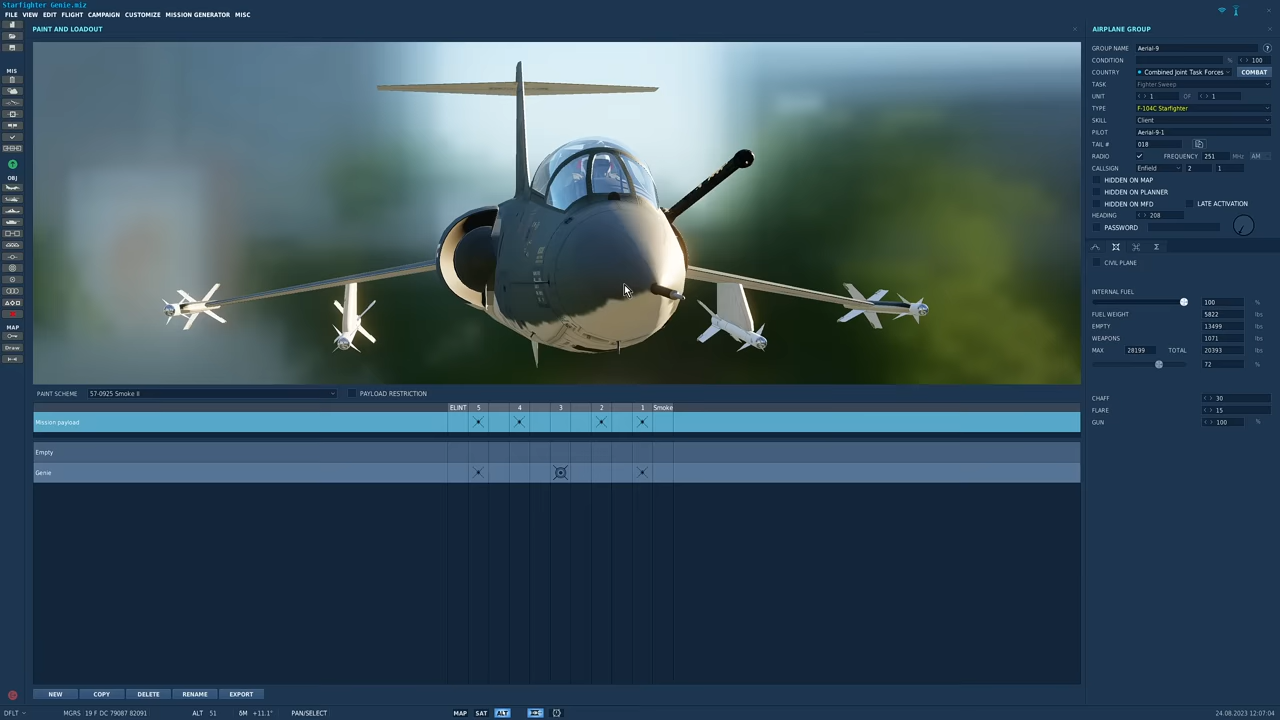 Starfighter Genie.miz
FILE VIEW EDIT FLIGHT CAMPAIGN CUSTOMIZE MISSION GENERATOR MISC
PAINT AND LOADOUT
PAINT SCHEME 57-0925 Smoke II PAYLOAD RESTRICTION
ELINT 5 4 3 2 1 Smoke
Mission payload
Empty
Genie
NEW COPY DELETE RENAME EXPORT
MIS
OBJ
MAP
Draw
AIRPLANE GROUP
GROUP NAME Aerial-9 ?
CONDITION % < > 100
COUNTRY Combined Joint Task Forces COMBAT
TASK Fighter Sweep
UNIT < > 1 OF < > 1
TYPE F-104C Starfighter
SKILL Client
PILOT Aerial-9-1
TAIL # 018
RADIO FREQUENCY 251 MHz AM
CALLSIGN Enfield 2 1
HIDDEN ON MAP
HIDDEN ON PLANNER
HIDDEN ON MFD LATE ACTIVATION
HEADING < > 208
PASSWORD
CIVIL PLANE
INTERNAL FUEL
100 %
FUEL WEIGHT 5822 lbs
EMPTY 13499 lbs
WEAPONS 1071 lbs
MAX 28199 TOTAL 20393 lbs
72 %
CHAFF < > 30
FLARE < > 15
GUN < > 100 %
DFLT MGRS 19 F DC 79087 82091 ALT 51 δM +11.1° PAN/SELECT MAP SAT ALT 24.08.2023 12:07:04